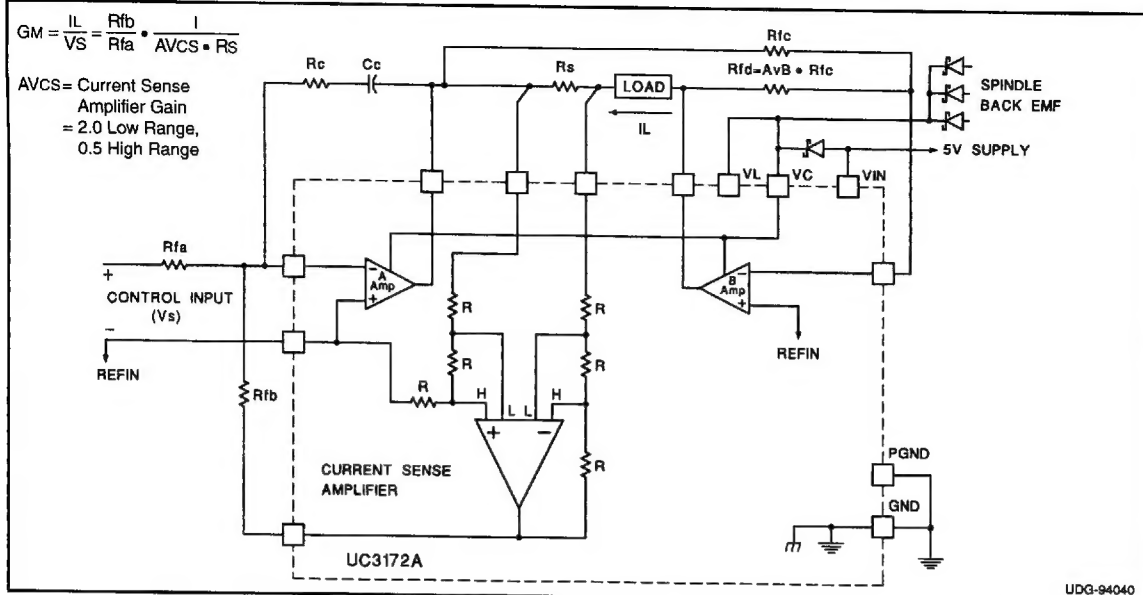 GM = IL/VS = Rfb/Rfa • I/AVCS • RS
AVCS = Current Sense
Amplifier Gain
= 2.0 Low Range,
0.5 High Range
Rc
Cc
Rs
LOAD
IL
Rfc
Rfd=AvB • Rfc
SPINDLE
BACK EMF
5V SUPPLY
VL
VC
VIN
Rfa
+
CONTROL INPUT
(Vs)
–
REFIN
Rfb
–
A
Amp
+
–
B
Amp
+
REFIN
R
R
R
R
R
R
H
L
L
H
+
–
CURRENT SENSE
AMPLIFIER
PGND
GND
UC3172A
UDG-94040